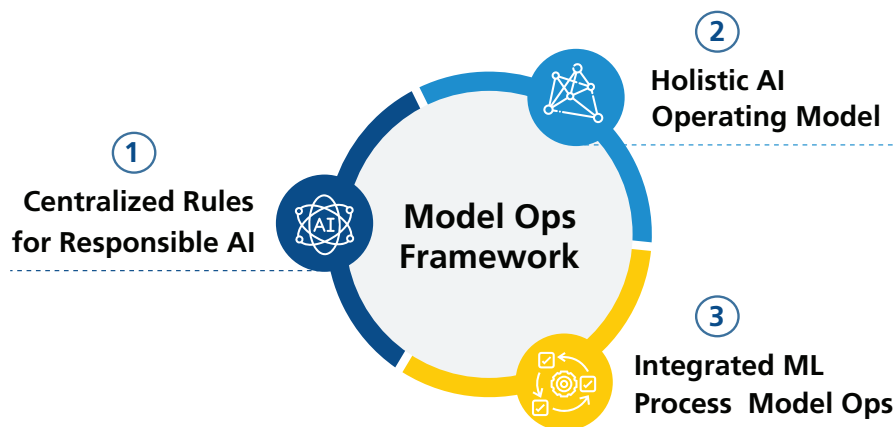 1
Centralized Rules
for Responsible AI
AI
Model Ops
Framework
2
Holistic AI
Operating Model
3
Integrated ML
Process Model Ops